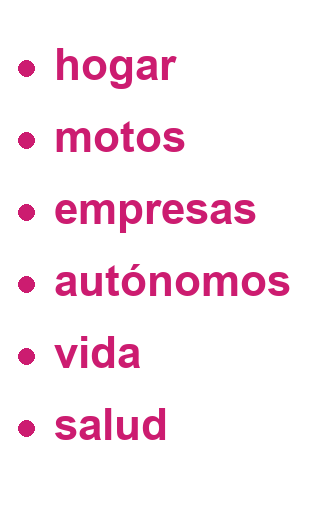 • hogar
• motos
• empresas
• autónomos
• vida
• salud